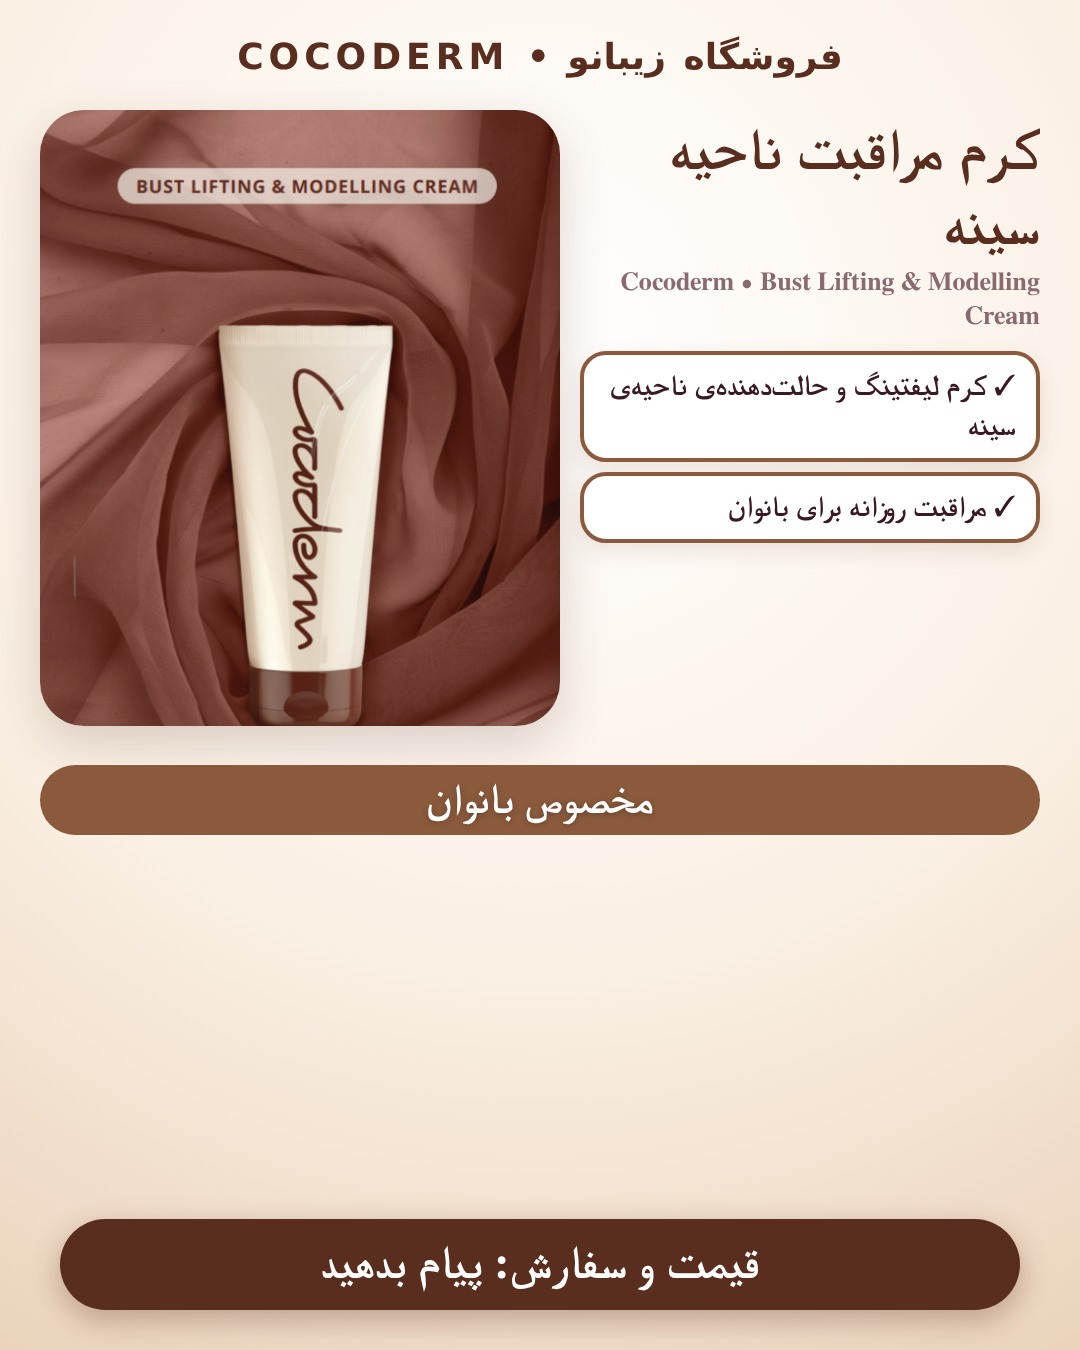 فروشگاه زیبانو • COCODERM
کرم مراقبت ناحیه
سینه
Cocoderm • Bust Lifting & Modelling
Cream
✓ کرم لیفتینگ و حالت‌دهنده‌ی ناحیه‌ی
سینه
✓ مراقبت روزانه برای بانوان
BUST LIFTING & MODELLING CREAM
Cocoderm
مخصوص بانوان
قیمت و سفارش: پیام بدهید